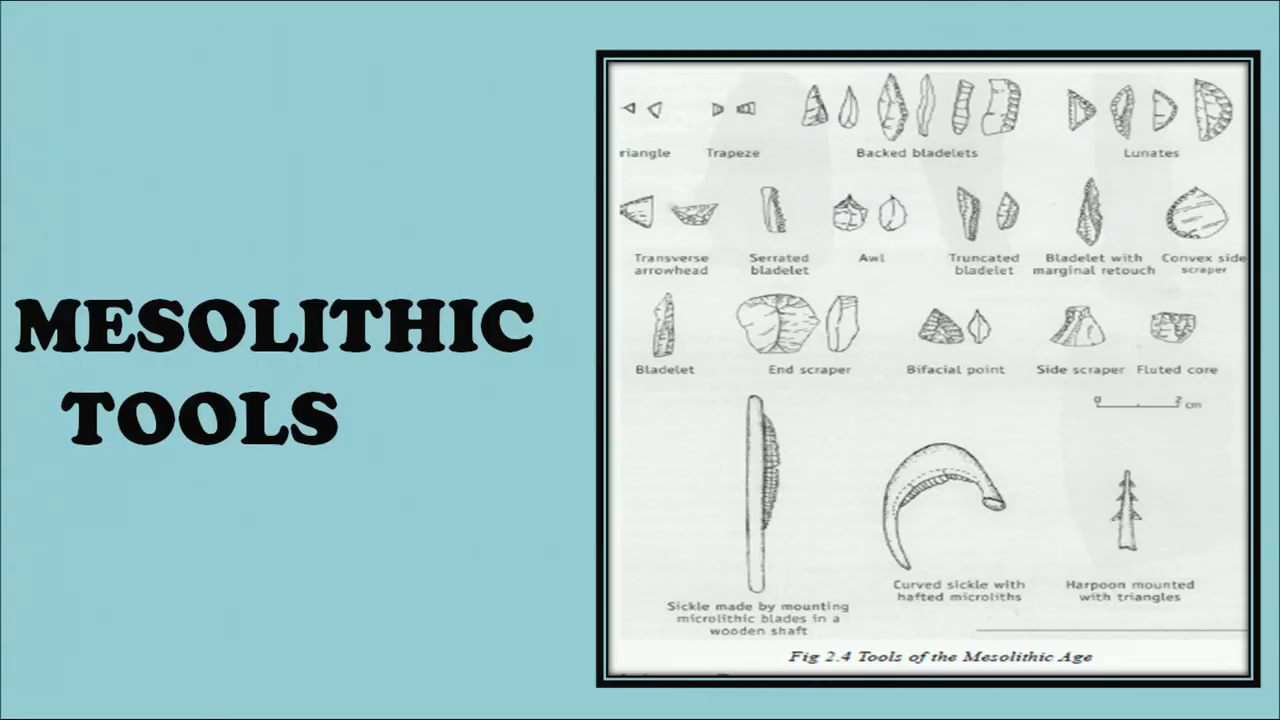 MESOLITHIC
TOOLS
riangle Trapeze Backed bladelets Lunates
Transverse arrowhead
Serrated bladelet
Awl
Truncated bladelet
Bladelet with marginal retouch
Convex side scraper
Bladelet End scraper Bifacial point Side scraper Fluted core
0 2 cm
Sickle made by mounting
microlithic blades in a
wooden shaft
Curved sickle with
hafted microliths
Harpoon mounted
with triangles
Fig 2.4 Tools of the Mesolithic Age